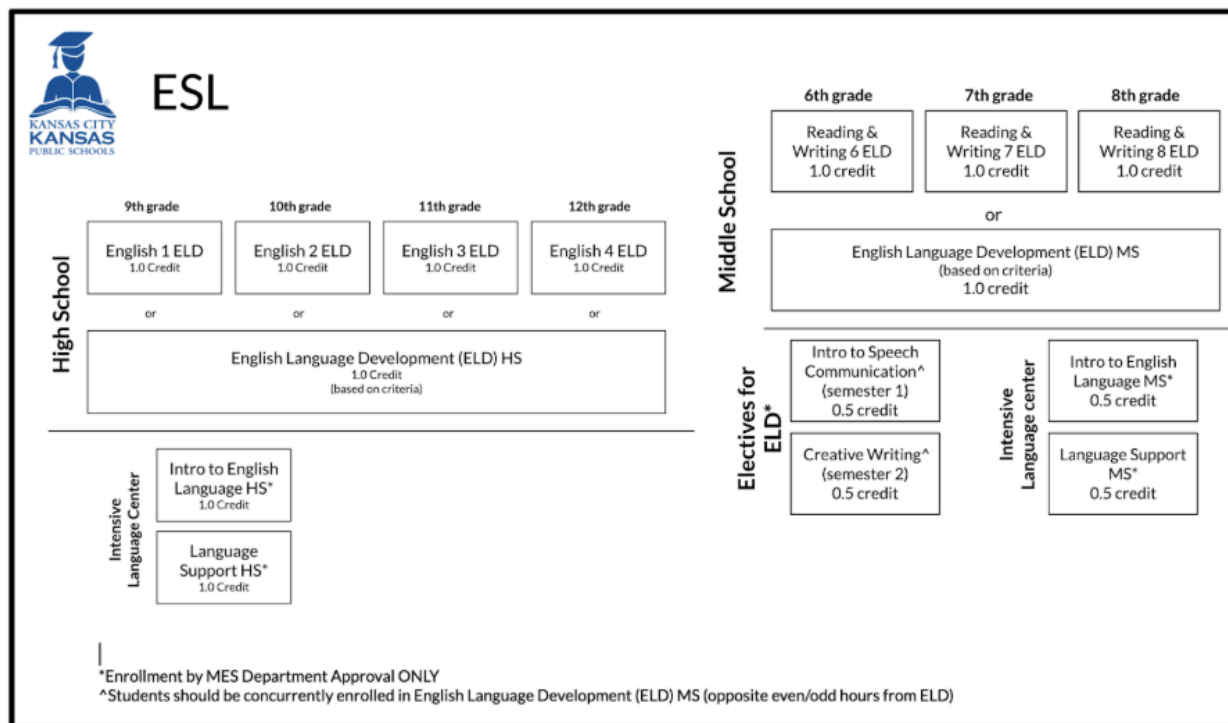 KANSAS CITY
KANSAS
PUBLIC SCHOOLS
ESL
High School
9th grade
10th grade
11th grade
12th grade
English 1 ELD
1.0 Credit
English 2 ELD
1.0 Credit
English 3 ELD
1.0 Credit
English 4 ELD
1.0 Credit
or
or
or
or
English Language Development (ELD) HS
1.0 Credit
(based on criteria)
Intensive
Language Center
Intro to English
Language HS*
1.0 Credit
Language
Support HS*
1.0 Credit
Middle School
6th grade
7th grade
8th grade
Reading &
Writing 6 ELD
1.0 credit
Reading &
Writing 7 ELD
1.0 credit
Reading &
Writing 8 ELD
1.0 credit
or
English Language Development (ELD) MS
(based on criteria)
1.0 credit
Electives for
ELD*
Intro to Speech
Communication^
(semester 1)
0.5 credit
Creative Writing^
(semester 2)
0.5 credit
Intensive
Language center
Intro to English
Language MS*
0.5 credit
Language Support
MS*
0.5 credit
*Enrollment by MES Department Approval ONLY
^Students should be concurrently enrolled in English Language Development (ELD) MS (opposite even/odd hours from ELD)